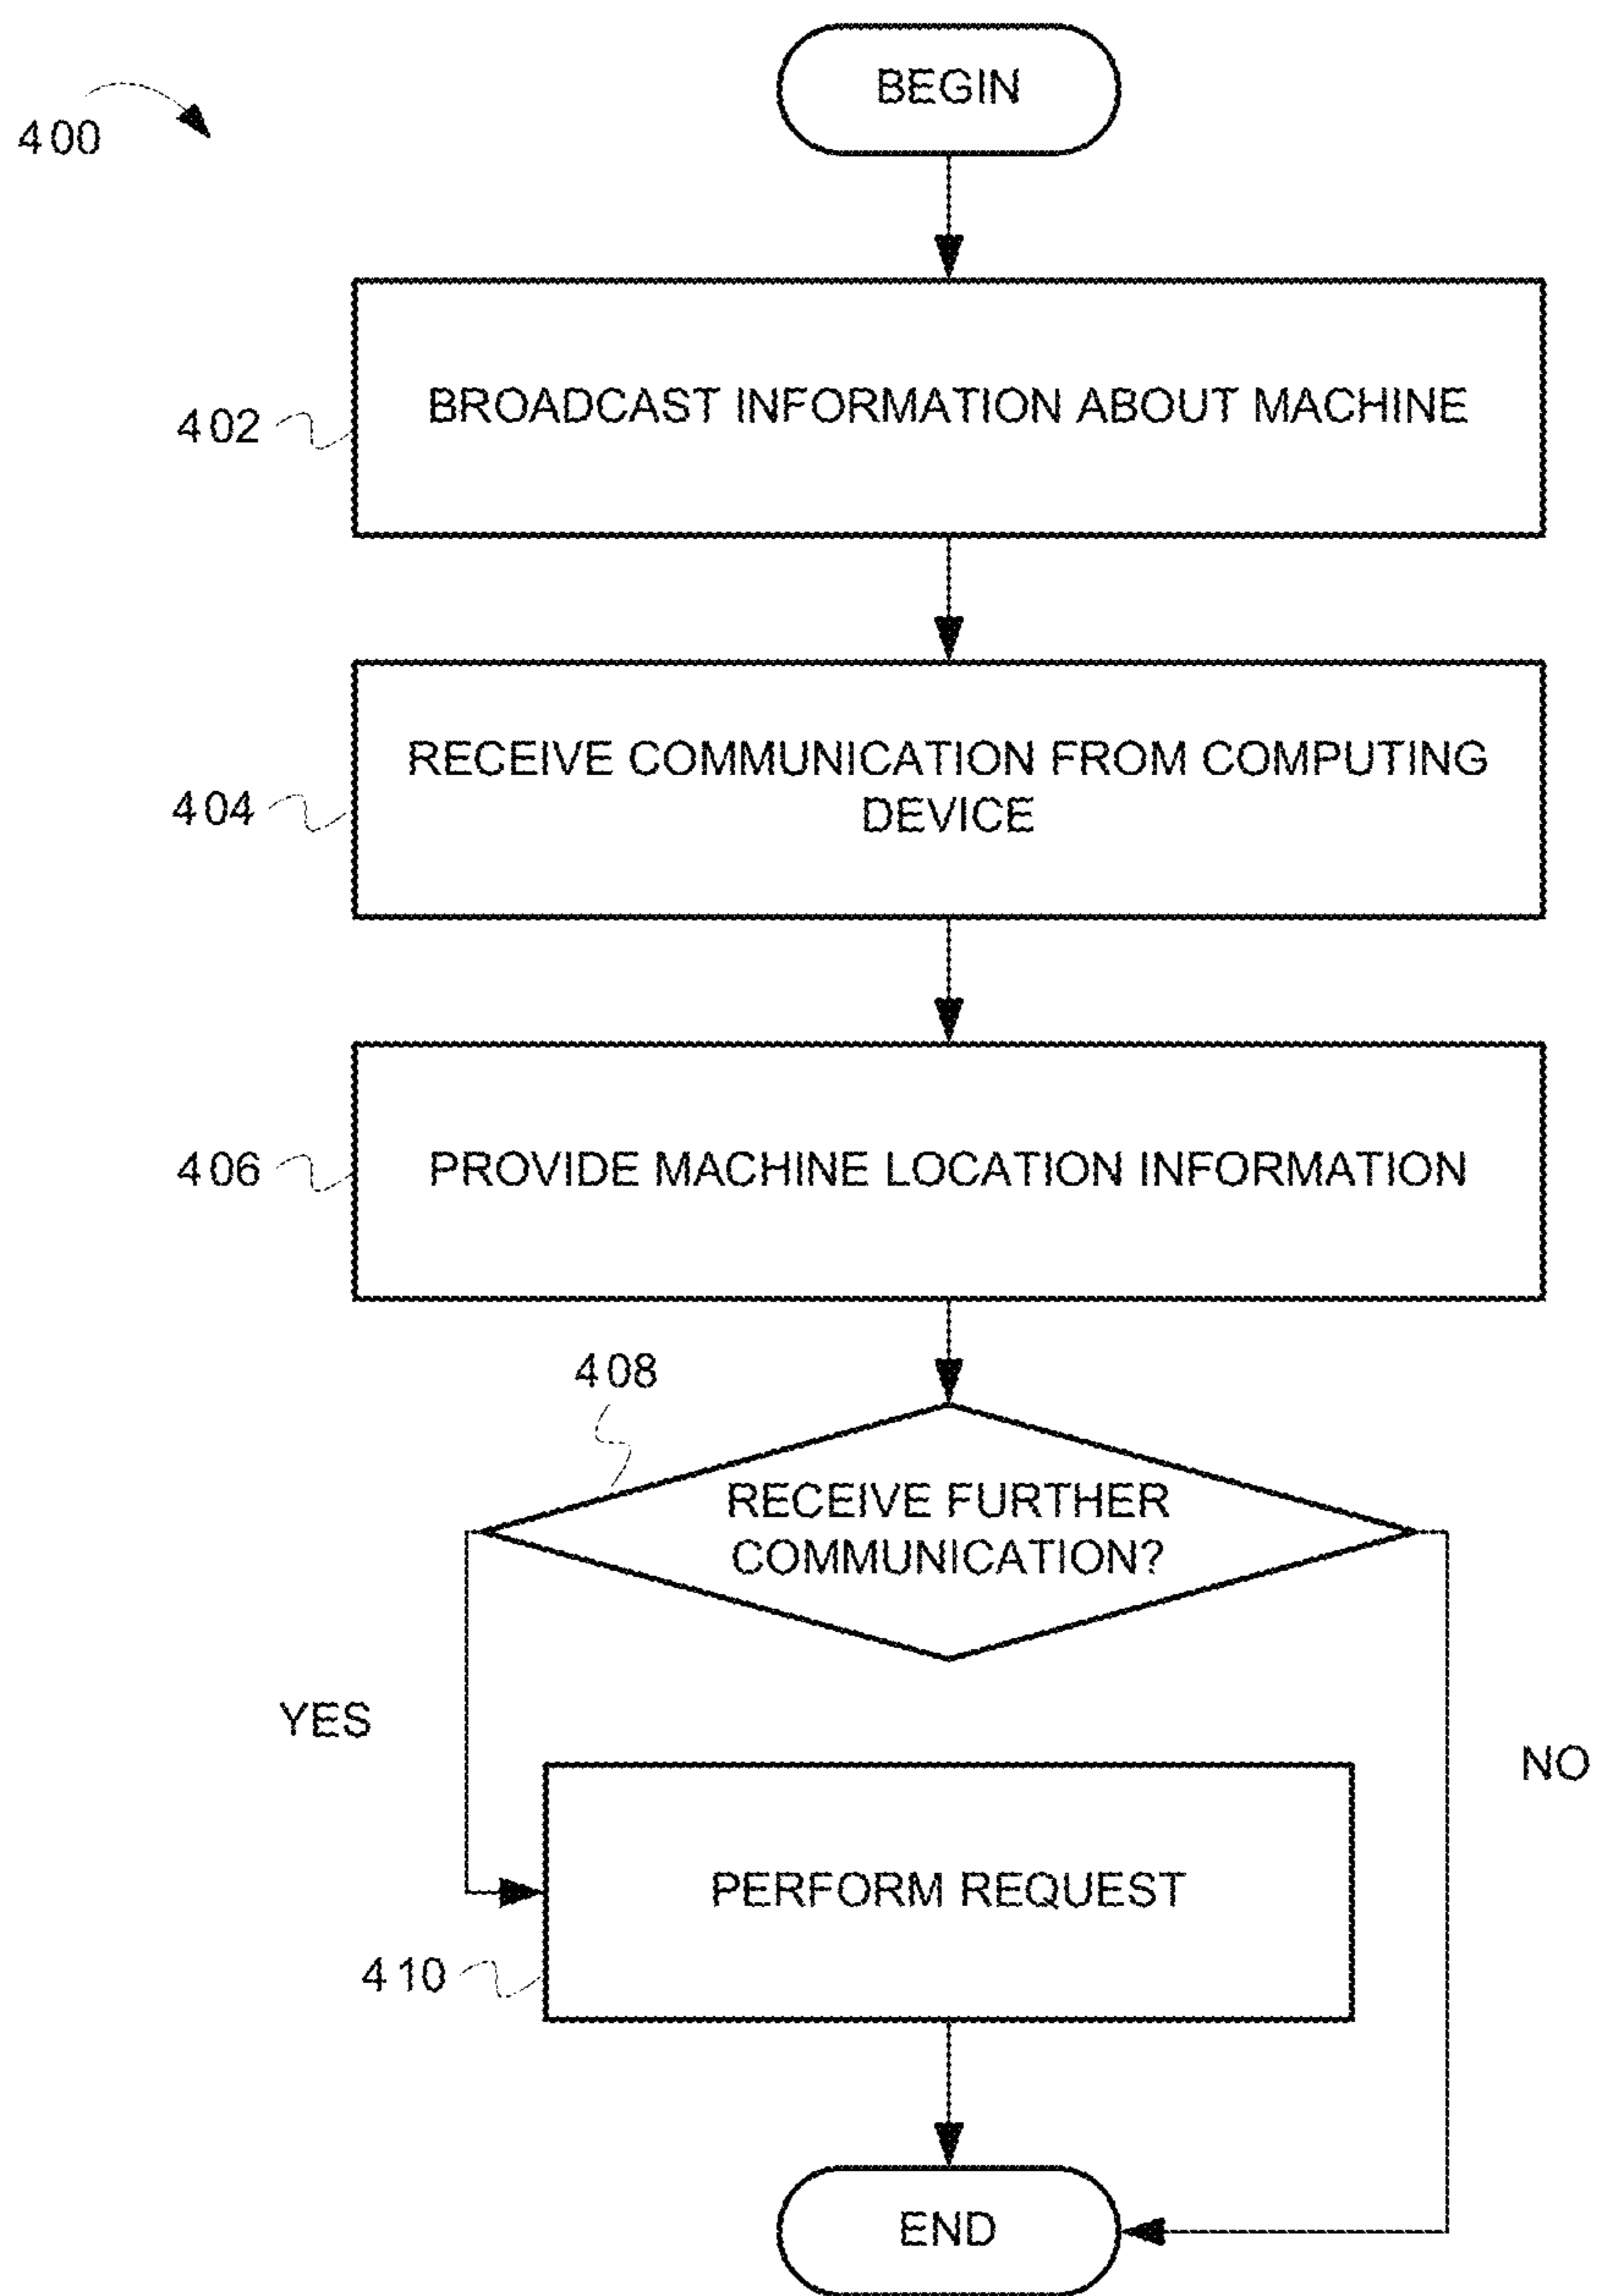 BEGIN
400
BROADCAST INFORMATION ABOUT MACHINE
402
RECEIVE COMMUNICATION FROM COMPUTING
DEVICE
404
PROVIDE MACHINE LOCATION INFORMATION
406
408
RECEIVE FURTHER
COMMUNICATION?
YES
NO
PERFORM REQUEST
410
END